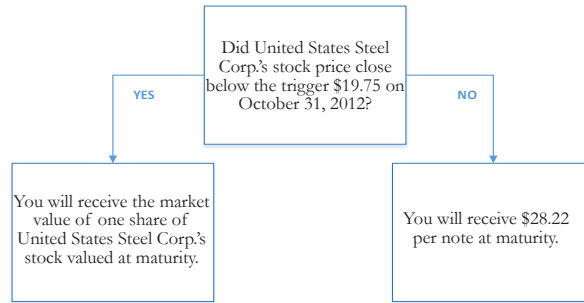 Did United States Steel
Corp.'s stock price close
below the trigger $19.75 on
October 31, 2012?
YES
NO
You will receive the market
value of one share of
United States Steel Corp.'s
stock valued at maturity.
You will receive $28.22
per note at maturity.